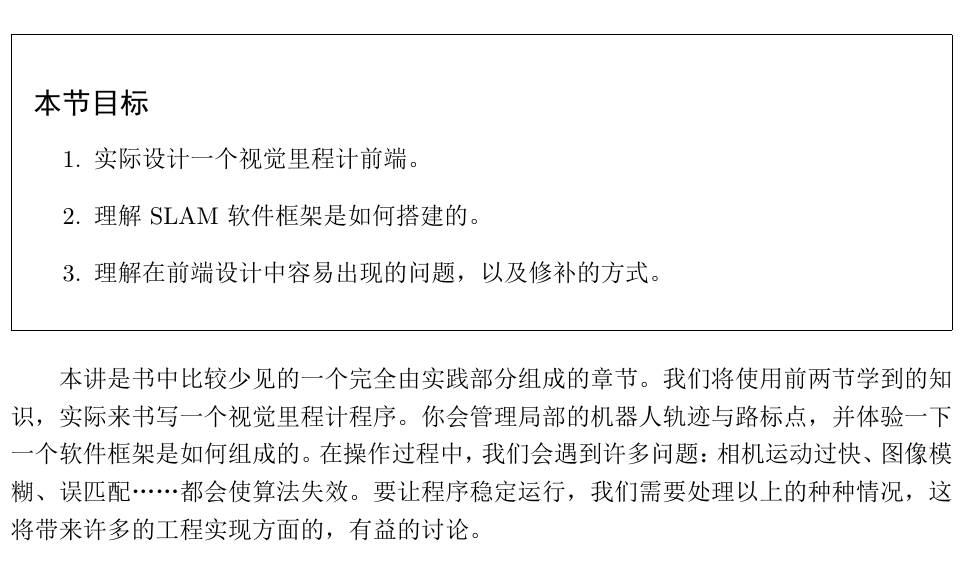 本节目标
1. 实际设计一个视觉里程计前端。
2. 理解 SLAM 软件框架是如何搭建的。
3. 理解在前端设计中容易出现的问题，以及修补的方式。
本讲是书中比较少见的一个完全由实践部分组成的章节。我们将使用前两节学到的知
识，实际来书写一个视觉里程计程序。你会管理局部的机器人轨迹与路标点，并体验一下
一个软件框架是如何组成的。在操作过程中，我们会遇到许多问题：相机运动过快、图像模
糊、误匹配……都会使算法失效。要让程序稳定运行，我们需要处理以上的种种情况，这
将带来许多的工程实现方面的，有益的讨论。